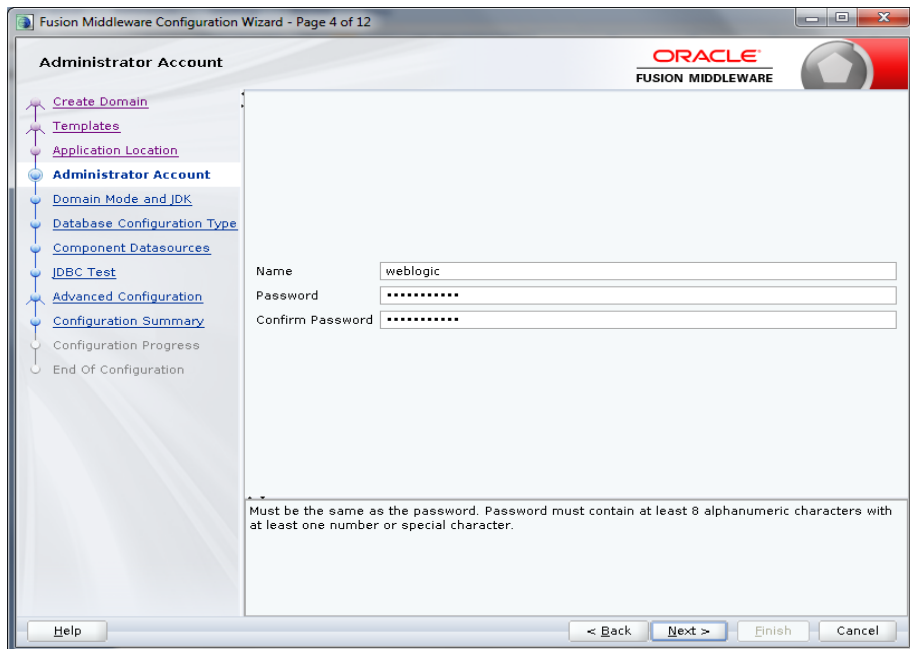 Fusion Middleware Configuration Wizard - Page 4 of 12
Administrator Account
ORACLE
FUSION MIDDLEWARE
Create Domain
Templates
Application Location
Administrator Account
Domain Mode and JDK
Database Configuration Type
Component Datasources
JDBC Test
Advanced Configuration
Configuration Summary
Configuration Progress
End Of Configuration
Name weblogic
Password •••••••••••
Confirm Password •••••••••••
Must be the same as the password. Password must contain at least 8 alphanumeric characters with
at least one number or special character.
Help < Back Next > Finish Cancel